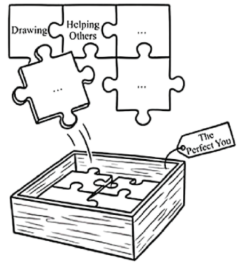 Drawing
Helping
Others
...
...
...
The
Perfect You